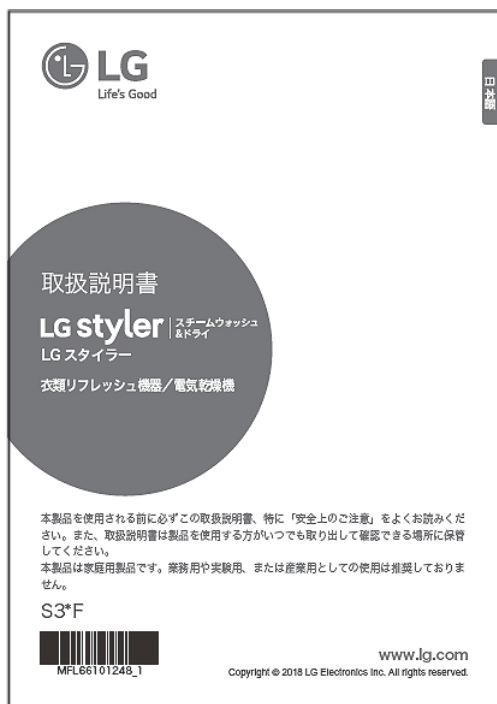 LG
Life's Good
日本語
取扱説明書
LG styler スチームウォッシュ
&ドライ
LG スタイラー
衣類リフレッシュ機器／電気乾燥機
本製品を使用される前に必ずこの取扱説明書、特に「安全上のご注意」をよくお読みくだ
さい。また、取扱説明書は製品を使用する方がいつでも取り出して確認できる場所に保管
してください。
本製品は家庭用製品です。業務用や実験用、または産業用としての使用は推奨しておりま
せん。
S3*F
MFL66101248_1
www.lg.com
Copyright © 2018 LG Electronics Inc. All rights reserved.